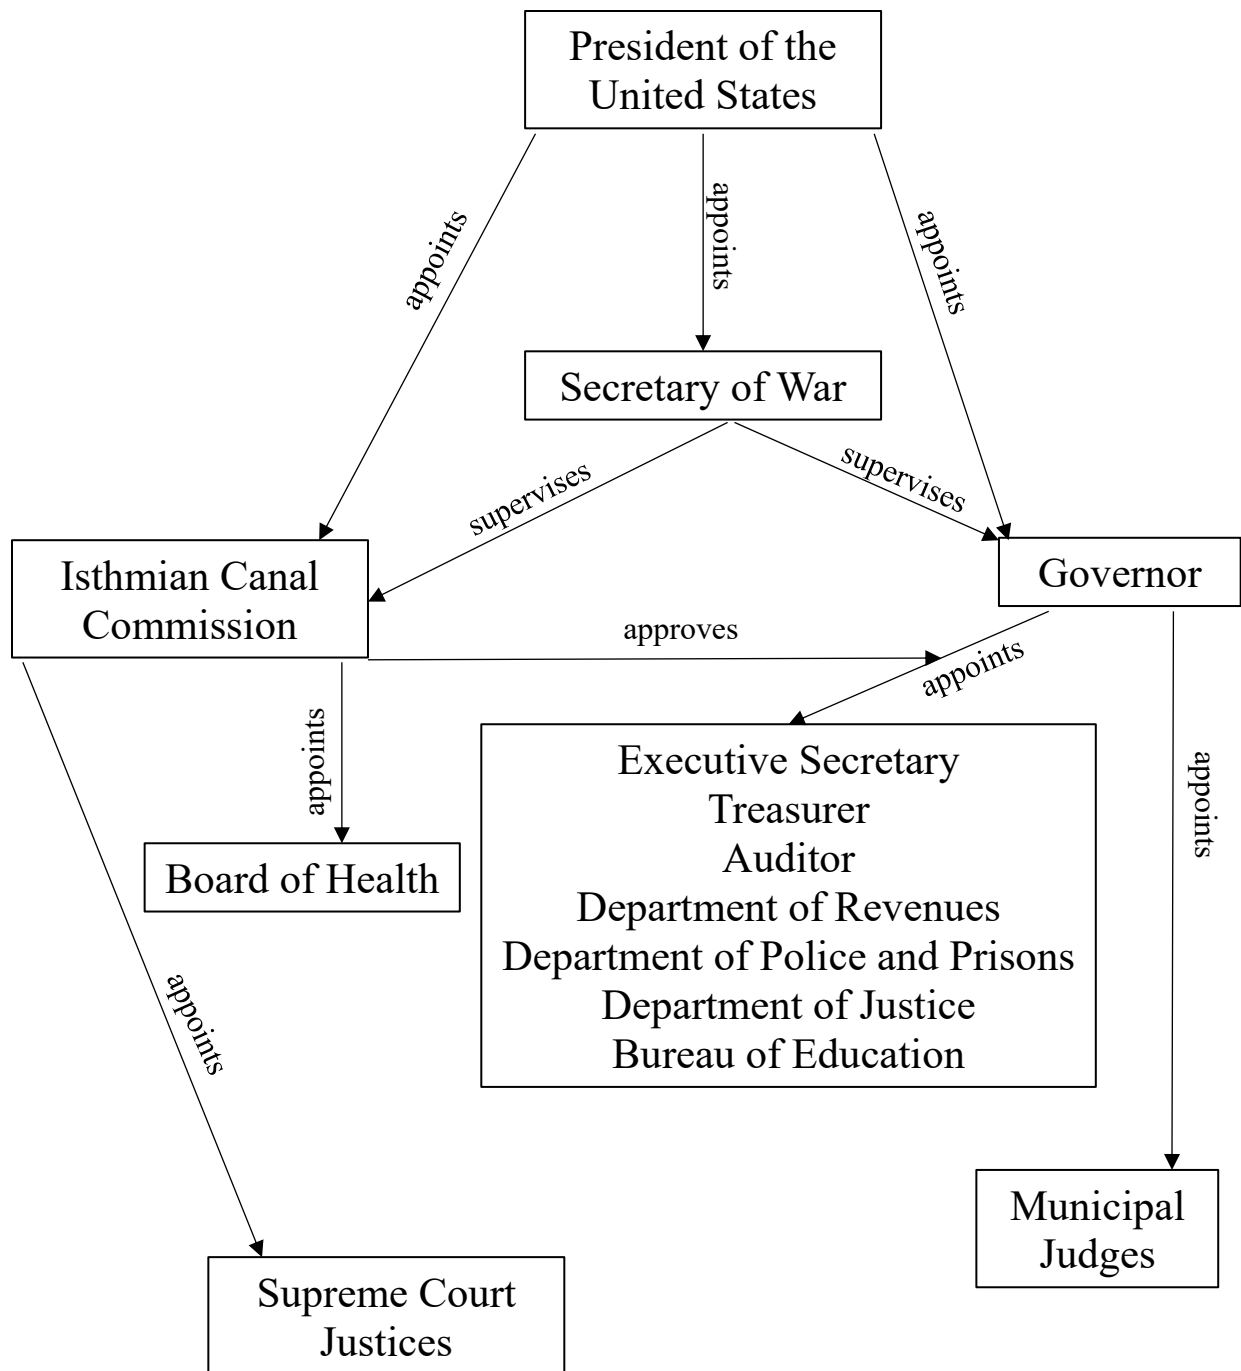 President of the
United States
appoints
appoints
appoints
Secretary of War
supervises
supervises
Isthmian Canal
Commission
Governor
approves
appoints
appoints
appoints
Executive Secretary
Treasurer
Auditor
Department of Revenues
Department of Police and Prisons
Department of Justice
Bureau of Education
Board of Health
appoints
Municipal
Judges
Supreme Court
Justices